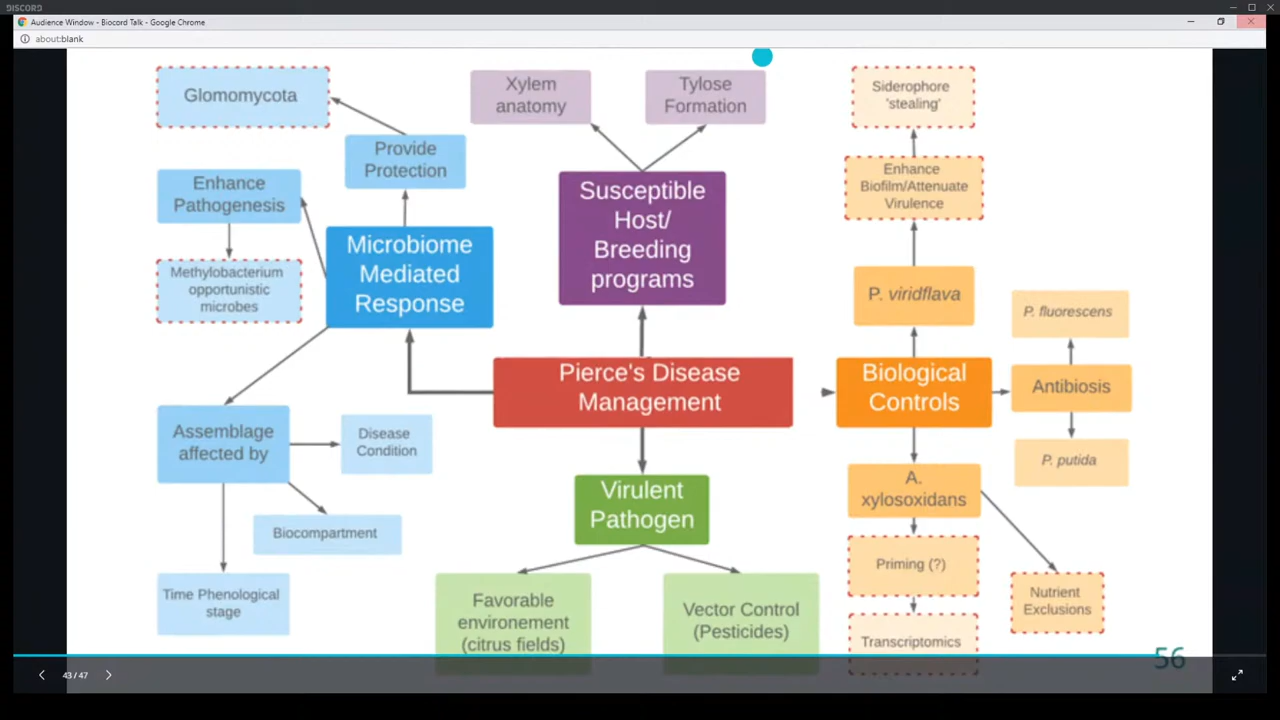 DISCORD
Audience Window - Biocord Talk - Google Chrome
about:blank
Glomomycota
Provide
Protection
Enhance
Pathogenesis
Methylobacterium
opportunistic
microbes
Microbiome
Mediated
Response
Assemblage
affected by
Disease
Condition
Biocompartment
Time Phenological
stage
Xylem
anatomy
Tylose
Formation
Susceptible
Host/
Breeding
programs
Pierce's Disease
Management
Virulent
Pathogen
Favorable
environement
(citrus fields)
Vector Control
(Pesticides)
Siderophore
'stealing'
Enhance
Biofilm/Attenuate
Virulence
P. viridflava
Biological
Controls
P. fluorescens
Antibiosis
P. putida
A.
xylosoxidans
Priming (?)
Nutrient
Exclusions
Transcriptomics
56
43 / 47